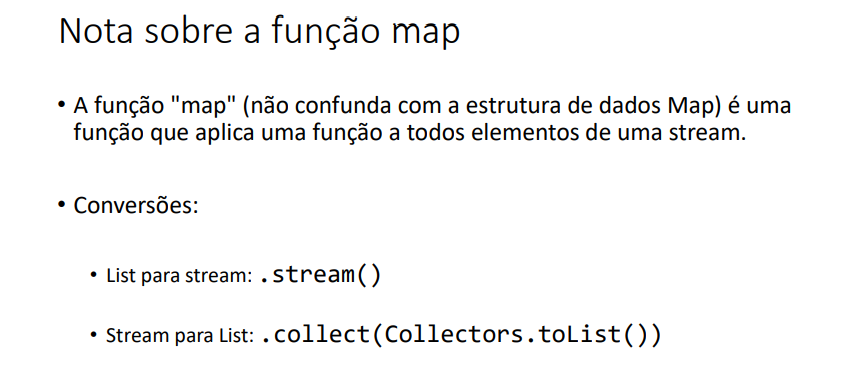 Nota sobre a função map
• A função "map" (não confunda com a estrutura de dados Map) é uma
função que aplica uma função a todos elementos de uma stream.
• Conversões:
• List para stream: .stream()
• Stream para List: .collect(Collectors.toList())